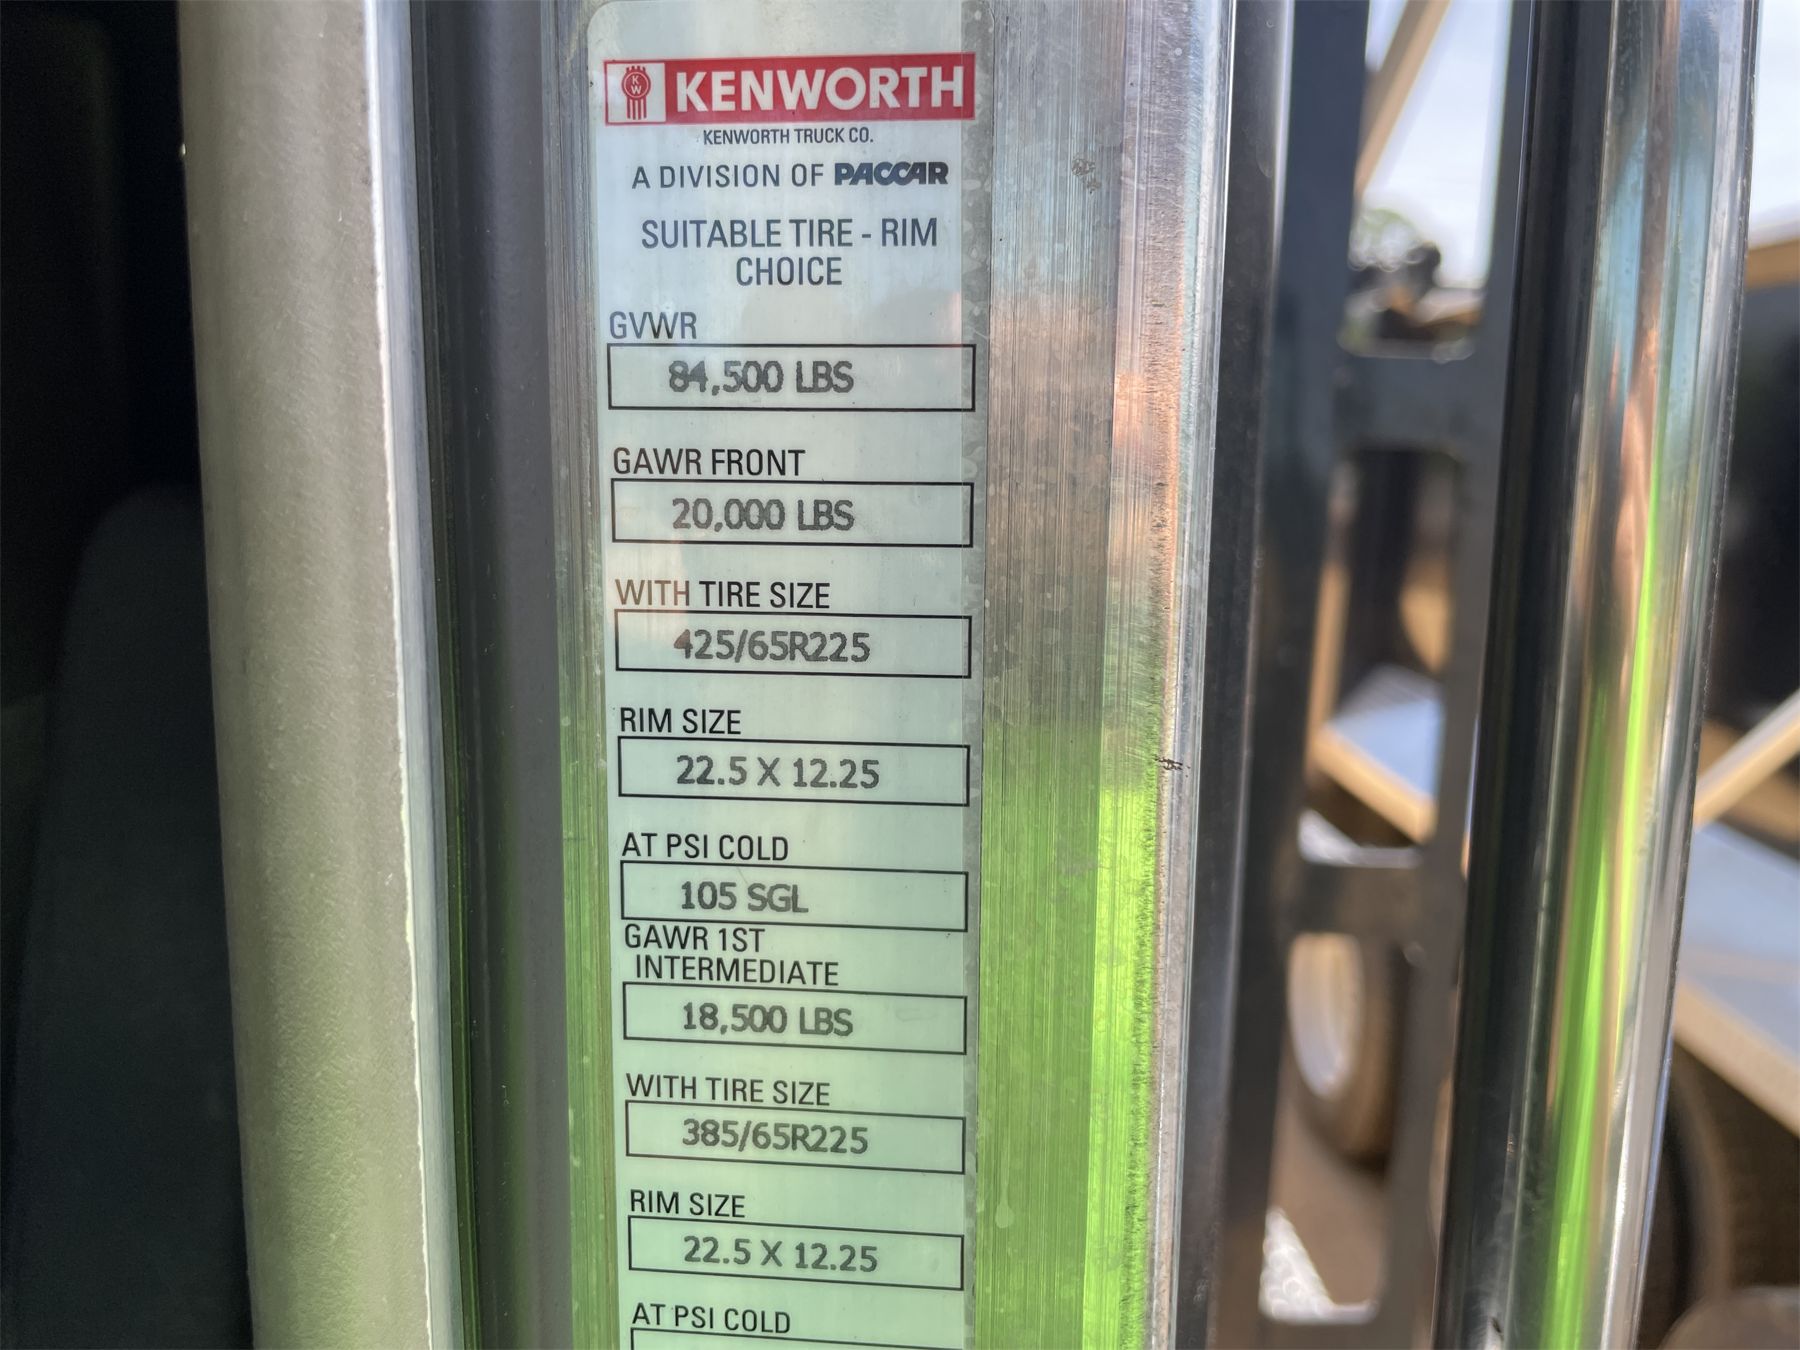 KW KENWORTH
KENWORTH TRUCK CO.
A DIVISION OF PACCAR
SUITABLE TIRE - RIM
CHOICE
GVWR
84,500 LBS
GAWR FRONT
20,000 LBS
WITH TIRE SIZE
425/65R225
RIM SIZE
22.5 X 12.25
AT PSI COLD
105 SGL
GAWR 1ST
INTERMEDIATE
18,500 LBS
WITH TIRE SIZE
385/65R225
RIM SIZE
22.5 X 12.25
AT PSI COLD